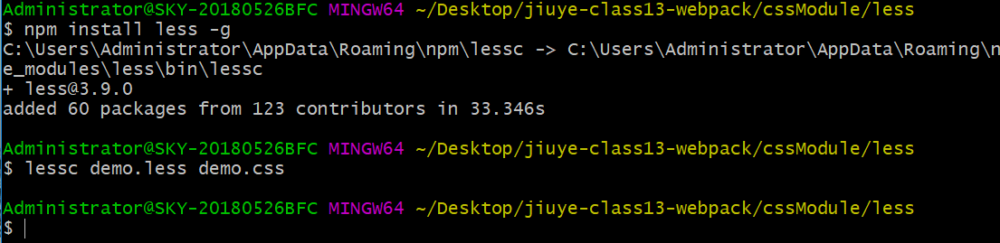 Administrator@SKY-20180526BFC MINGW64 ~/Desktop/jiuye-class13-webpack/cssModule/less
$ npm install less -g
C:\Users\Administrator\AppData\Roaming\npm\lessc -> C:\Users\Administrator\AppData\Roaming\n
e_modules\less\bin\lessc
+ less@3.9.0
added 60 packages from 123 contributors in 33.346s
Administrator@SKY-20180526BFC MINGW64 ~/Desktop/jiuye-class13-webpack/cssModule/less
$ lessc demo.less demo.css
Administrator@SKY-20180526BFC MINGW64 ~/Desktop/jiuye-class13-webpack/cssModule/less
$